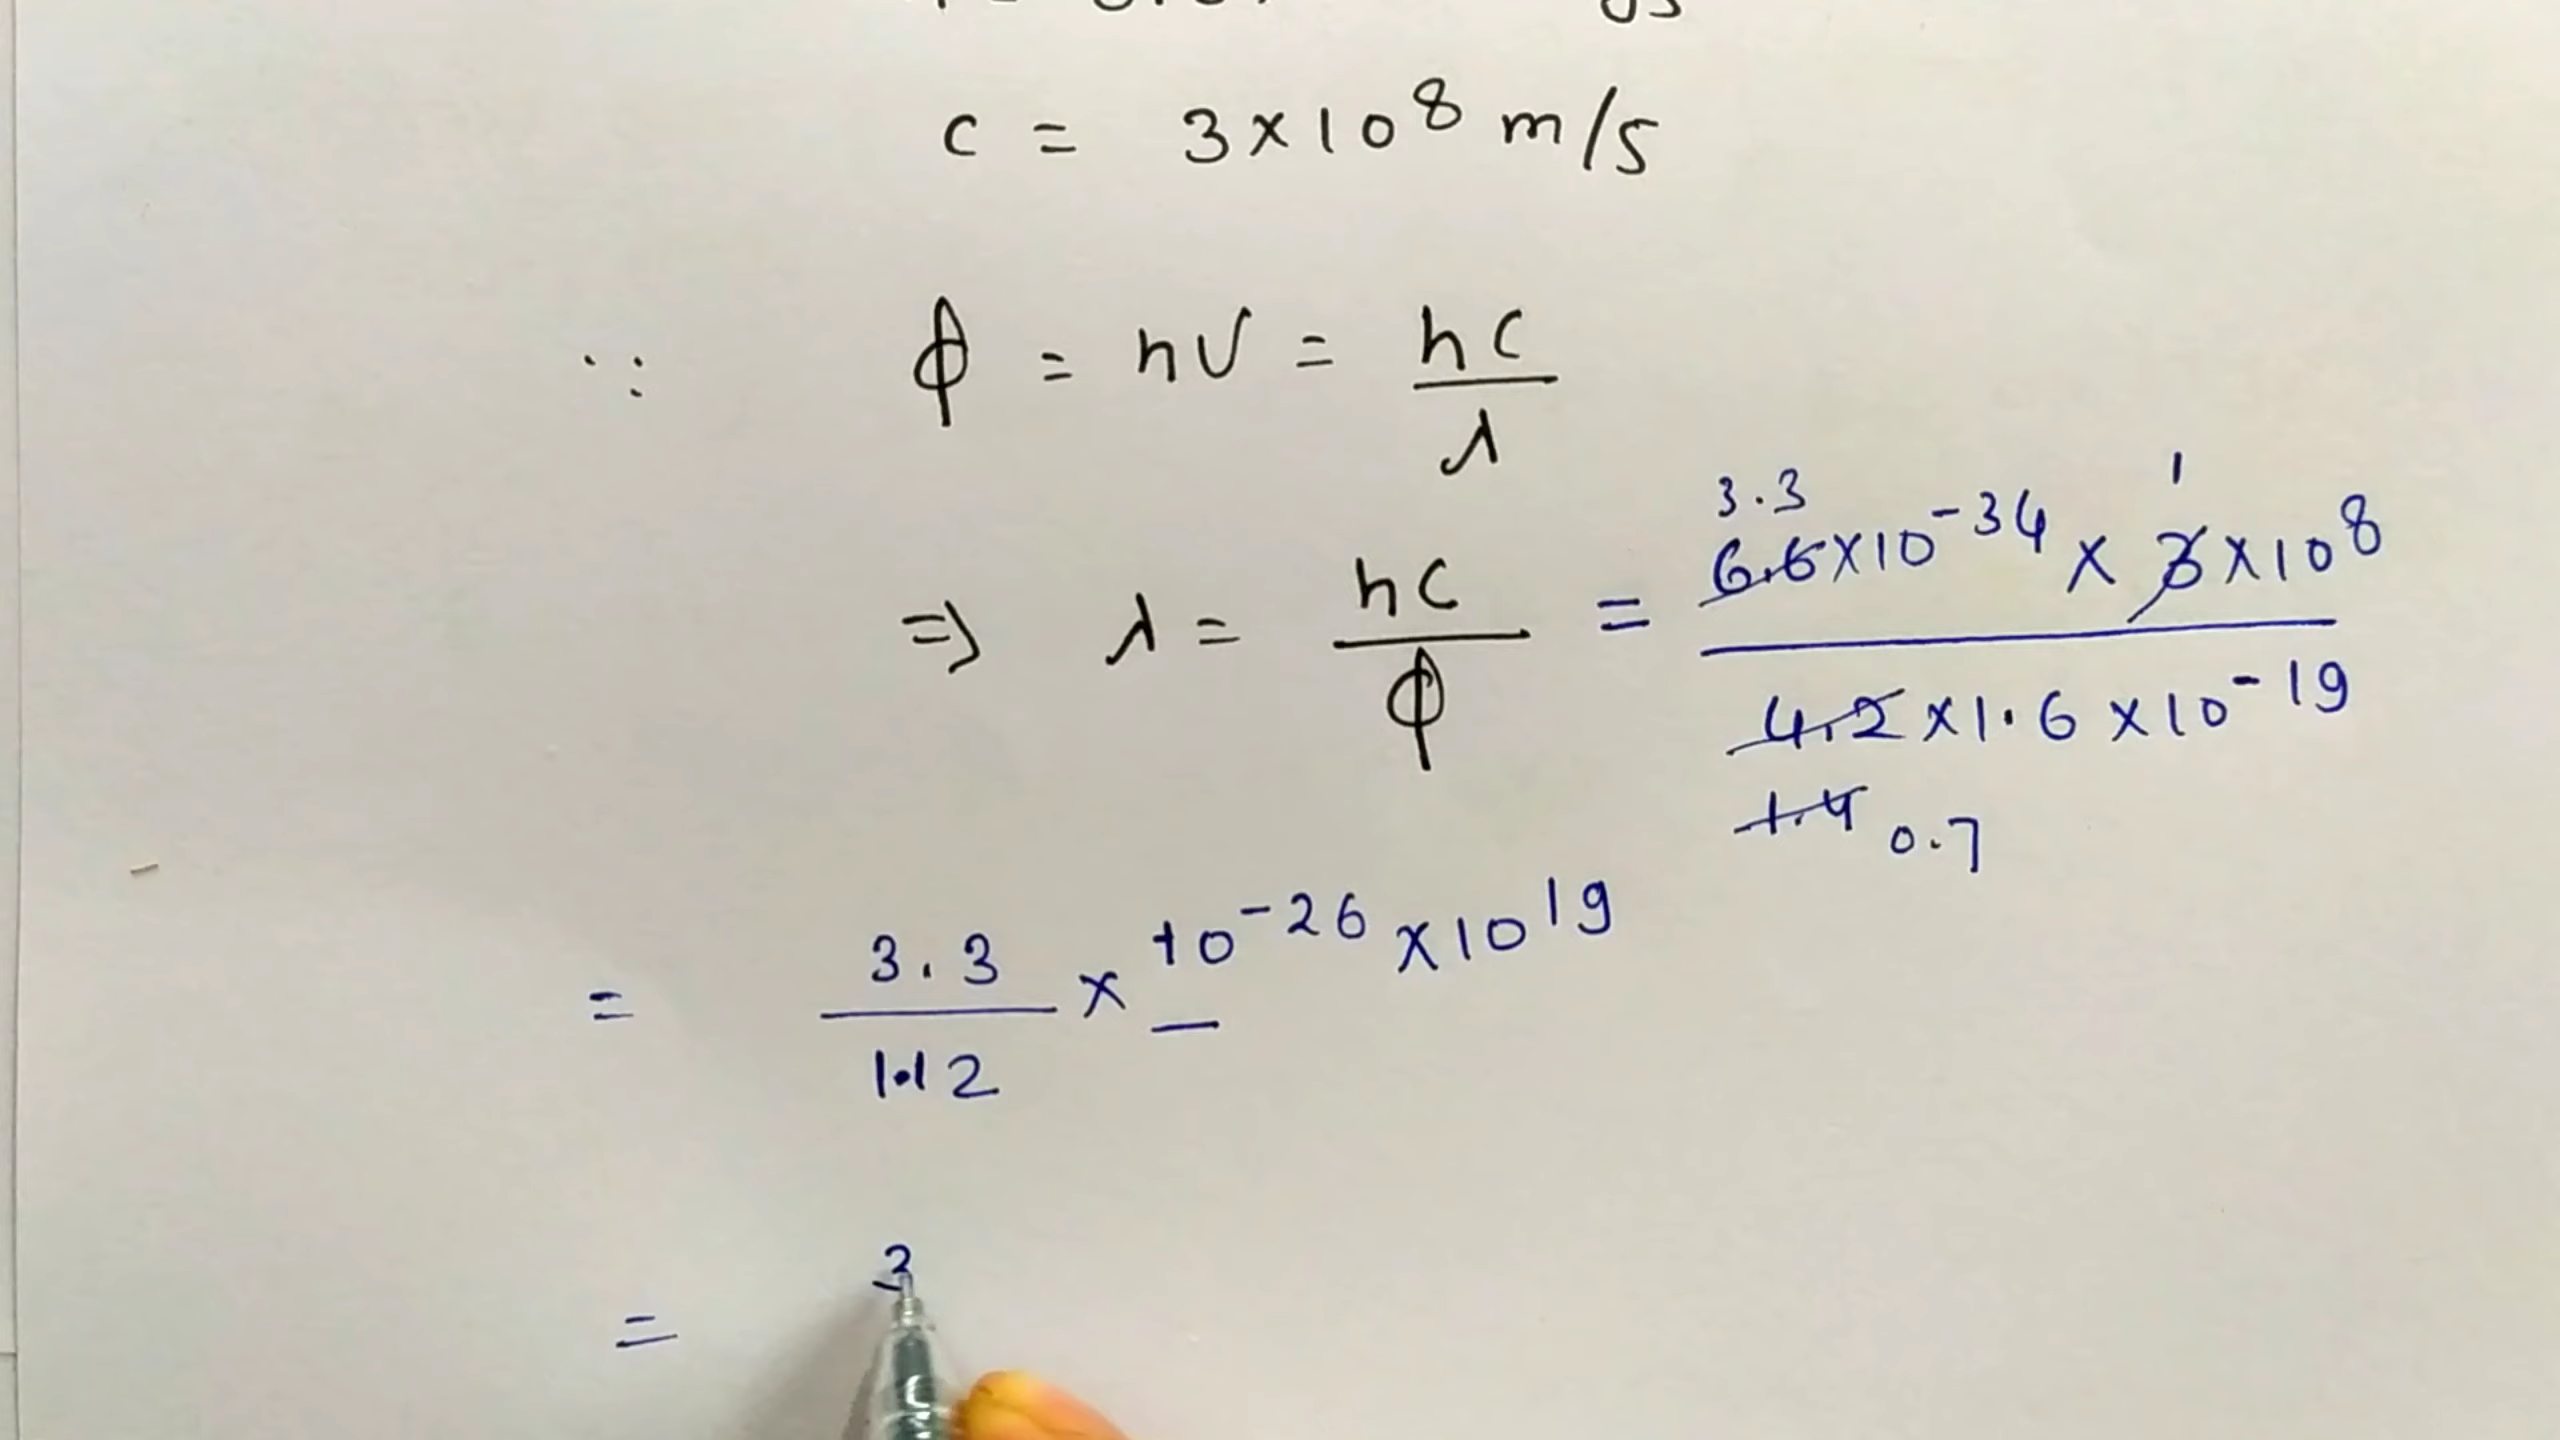 c = 3×10⁸ m/s
∵ ϕ = hν = hc/λ
⇒ λ = hc/ϕ = 6.6×10⁻³⁴ × 3×10⁸ / 4.2×1.6×10⁻¹⁹
3.3 1
1.4 0.7
= 3.3/1.12 × 10⁻²⁶ ×10¹⁹
= 3